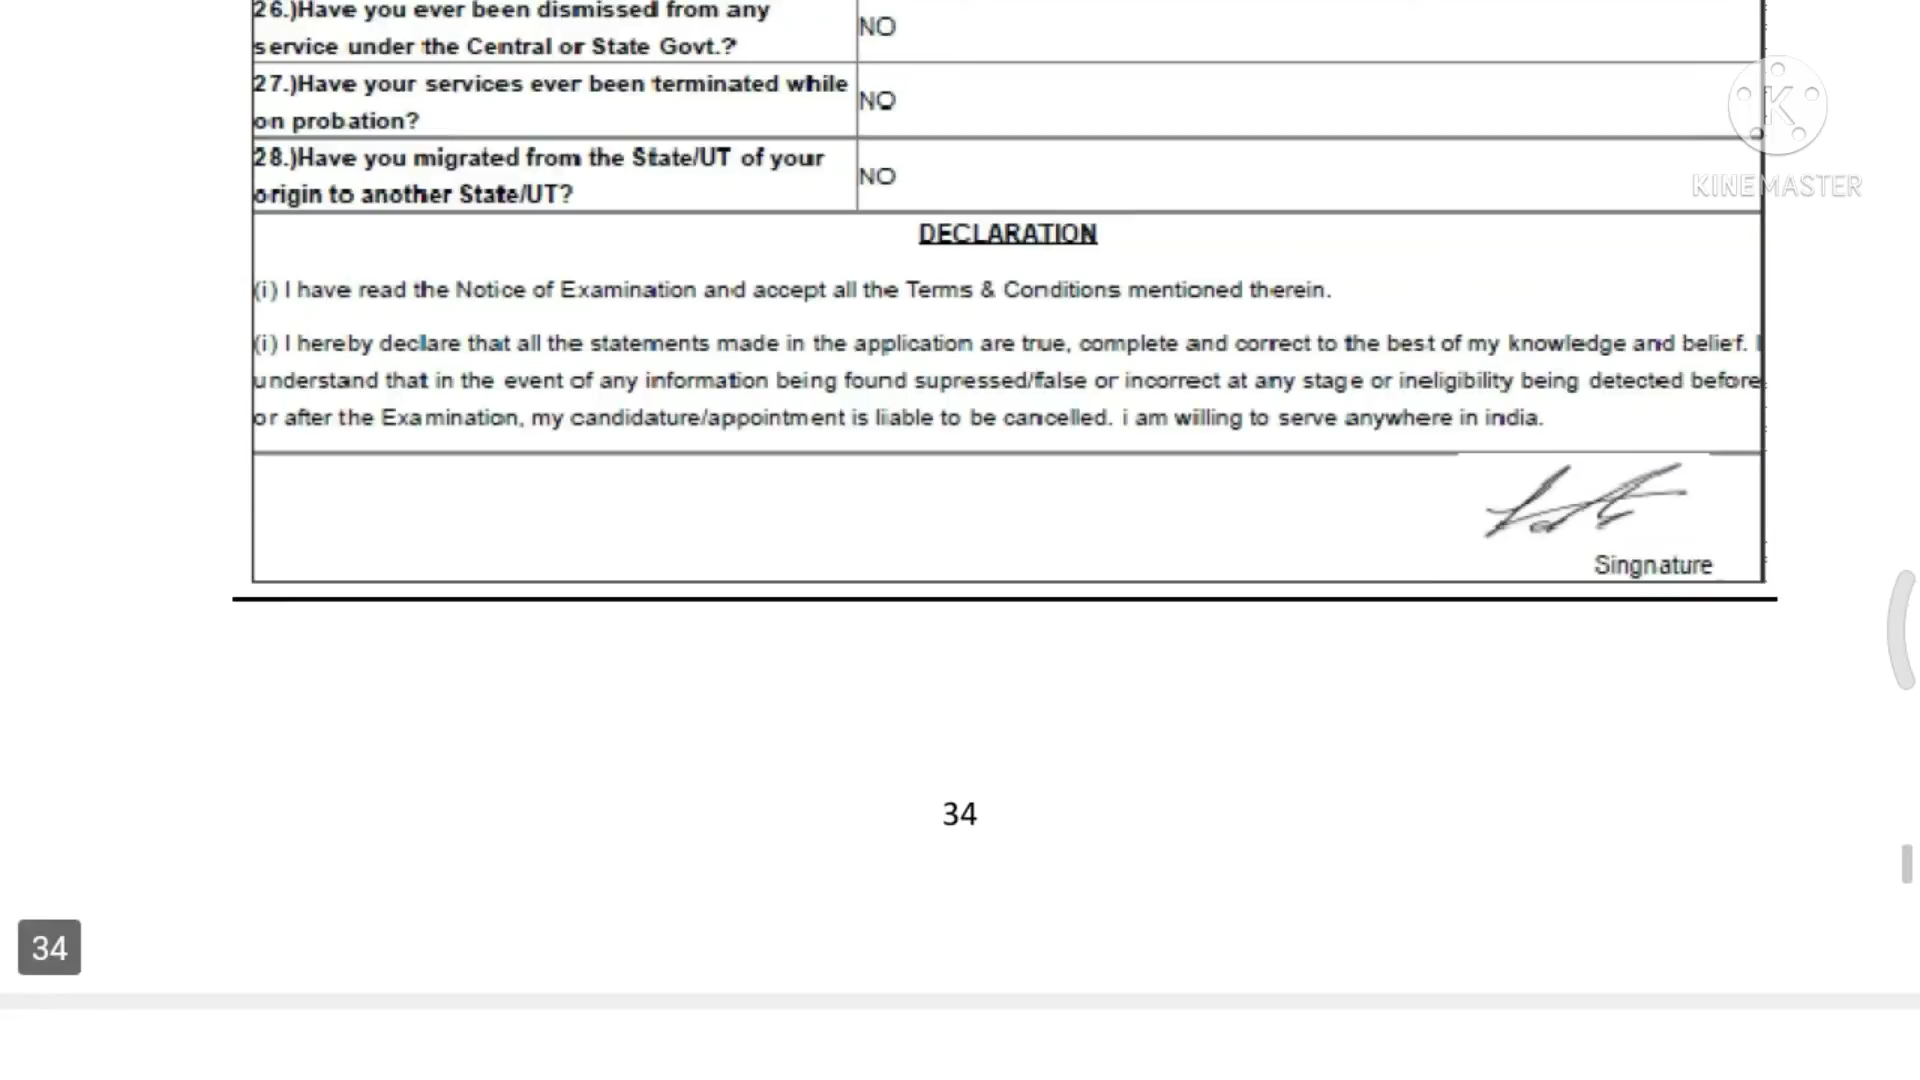 26.)Have you ever been dismissed from any
service under the Central or State Govt.?
NO
27.)Have your services ever been terminated while
on probation?
NO
28.)Have you migrated from the State/UT of your
origin to another State/UT?
NO
K
KINEMASTER
DECLARATION
(i) I have read the Notice of Examination and accept all the Terms & Conditions mentioned therein.
(i) I hereby declare that all the statements made in the application are true, complete and correct to the best of my knowledge and belief. I
understand that in the event of any information being found supressed/false or incorrect at any stage or ineligibility being detected before
or after the Examination, my candidature/appointment is liable to be cancelled. i am willing to serve anywhere in india.
Singnature
34
34